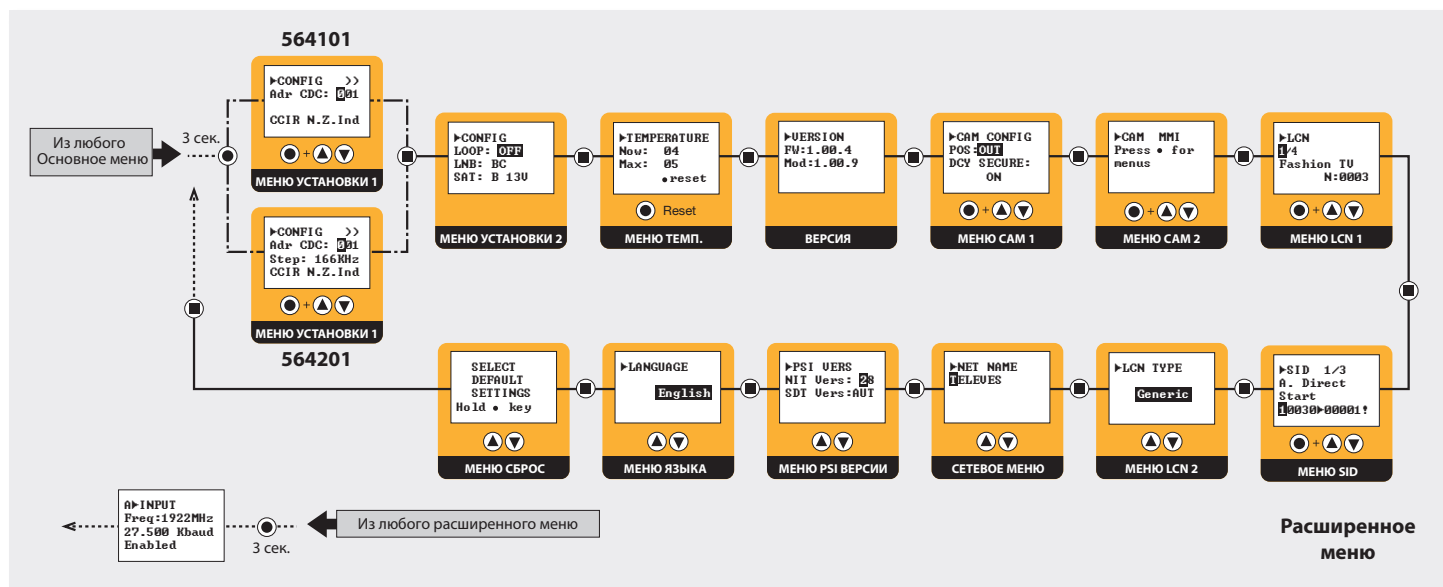 564101
▶CONFIG >>
Adr CDC: 001
CCIR N.Z.Ind
+
МЕНЮ УСТАНОВКИ 1
Из любого
Основное меню
3 сек.
▶CONFIG >>
Adr CDC: 001
Step: 166KHz
CCIR N.Z.Ind
+
МЕНЮ УСТАНОВКИ 1
564201
▶CONFIG
LOOP: OFF
LNB: BC
SAT: B 13V
МЕНЮ УСТАНОВКИ 2
▶TEMPERATURE
Now: 04
Max: 05
●reset
Reset
МЕНЮ ТЕМП.
▶VERSION
FW:1.00.4
Mod:1.00.9
ВЕРСИЯ
▶CAM CONFIG
POS:OUT
DCY SECURE:
ON
+
МЕНЮ CAM 1
▶CAM MMI
Press ● for
menus
+
МЕНЮ CAM 2
▶LCN
1/4
Fashion TV
N:0003
+
МЕНЮ LCN 1
SELECT
DEFAULT
SETTINGS
Hold ● key
МЕНЮ СБРОС
▶LANGUAGE
English
МЕНЮ ЯЗЫКА
▶PSI VERS
NIT Vers: 28
SDT Vers:AUT
МЕНЮ PSI ВЕРСИИ
▶NET NAME
TELEVES
СЕТЕВОЕ МЕНЮ
▶LCN TYPE
Generic
МЕНЮ LCN 2
▶SID 1/3
A. Direct
Start
10030▶00001!
+
МЕНЮ SID
A▶INPUT
Freq:1922MHz
27.500 Kbaud
Enabled
3 сек.
Из любого расширенного меню
Расширенное
меню